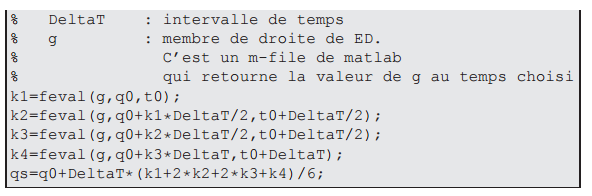 %   DeltaT    : intervalle de temps
%   g         : membre de droite de ED.
%               C'est un m-file de matlab
%               qui retourne la valeur de g au temps choisi
k1=feval(g,q0,t0);
k2=feval(g,q0+k1*DeltaT/2,t0+DeltaT/2);
k3=feval(g,q0+k2*DeltaT/2,t0+DeltaT/2);
k4=feval(g,q0+k3*DeltaT,t0+DeltaT);
qs=q0+DeltaT*(k1+2*k2+2*k3+k4)/6;